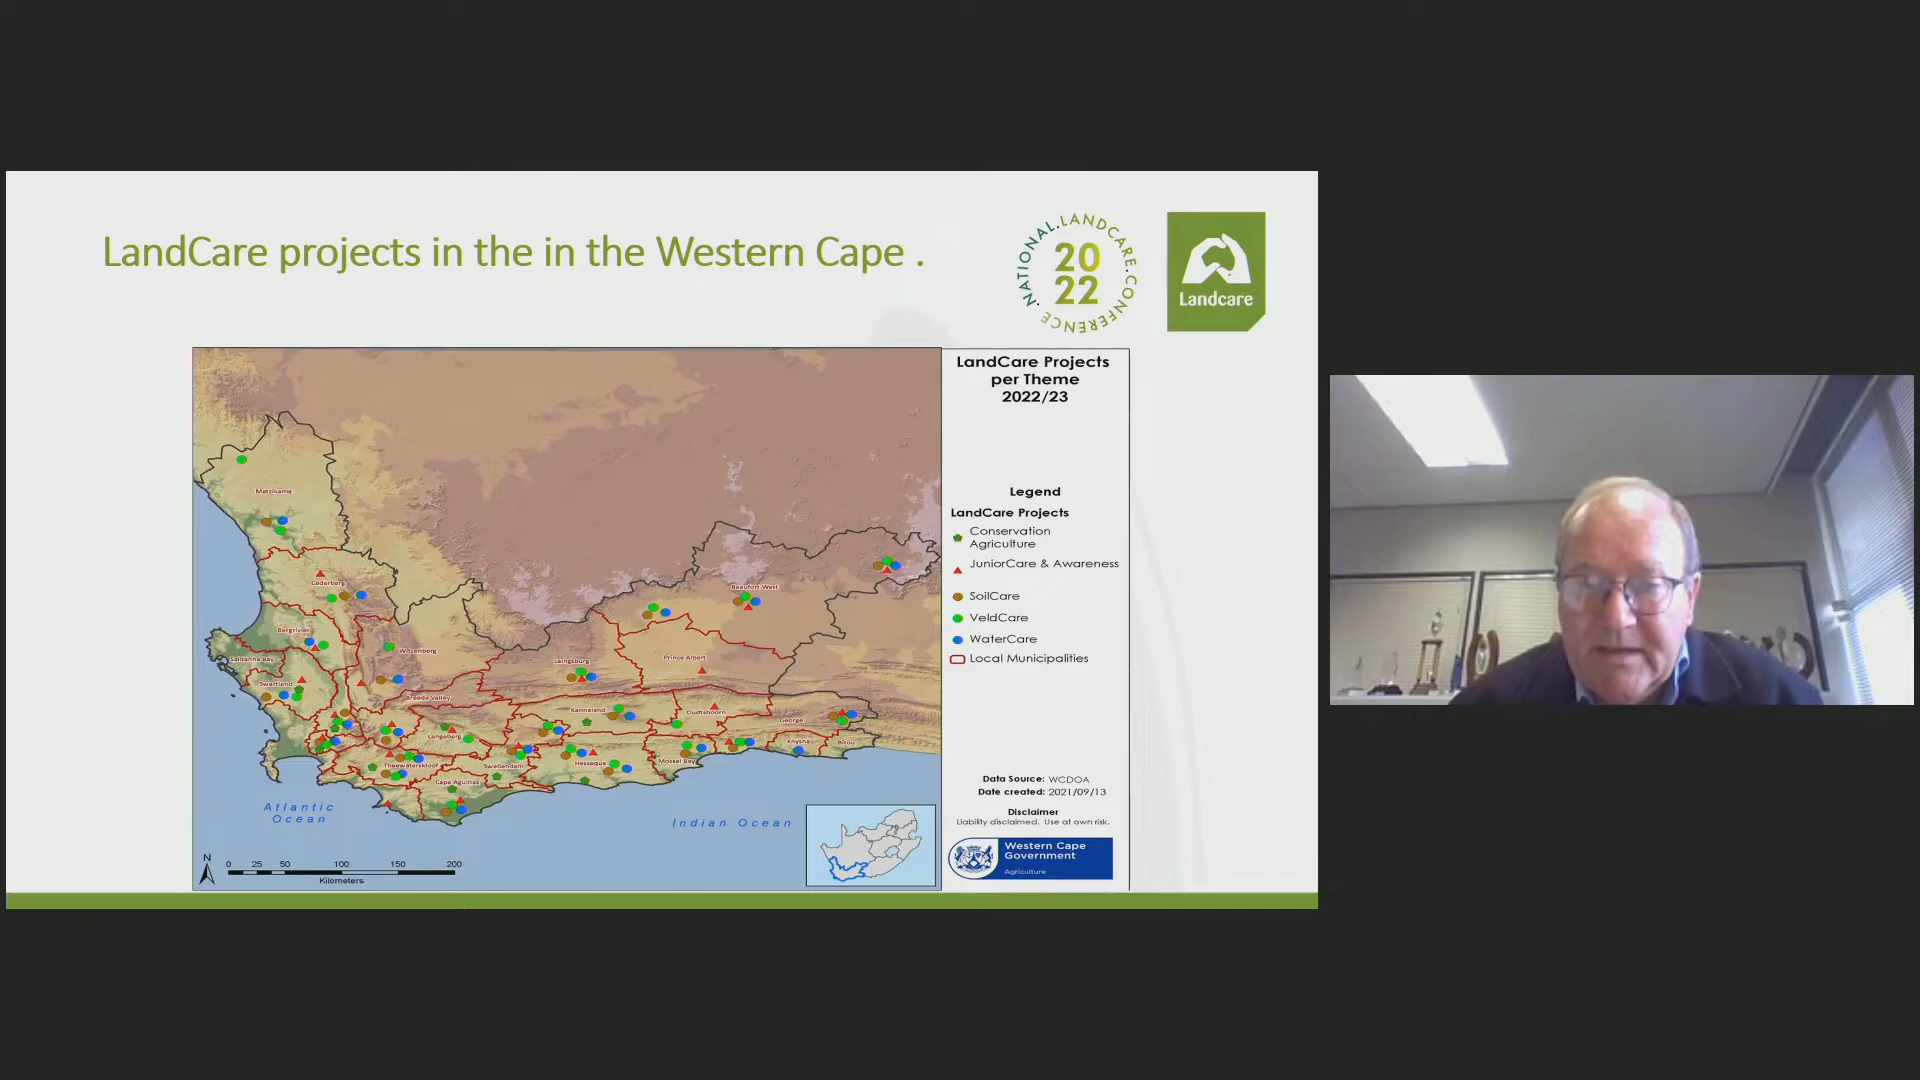 LandCare projects in the in the Western Cape .
NATIONAL.LANDCARE.CONFERENCE.
20
22
Landcare
LandCare Projects
per Theme
2022/23
Legend
LandCare Projects
Conservation
Agriculture
JuniorCare & Awareness
SoilCare
VeldCare
WaterCare
Local Municipalities
Data Source: WCDOA
Date created: 2021/09/13
Disclaimer
Liability disclaimed. Use at own risk.
Western Cape
Government
Agriculture
Matzikama
Cederberg
Bergrivier
Saldanha Bay
Swartland
Witzenberg
Breede Valley
Langeberg
Theewaterskloof
Cape Agulhas
Swellendam
Hessequa
Kannaland
Laingsburg
Prince Albert
Beaufort West
Oudtshoorn
George
Mossel Bay
Knysna
Bitou
Atlantic
Ocean
Indian Ocean
N
0 25 50 100 150 200
Kilometers